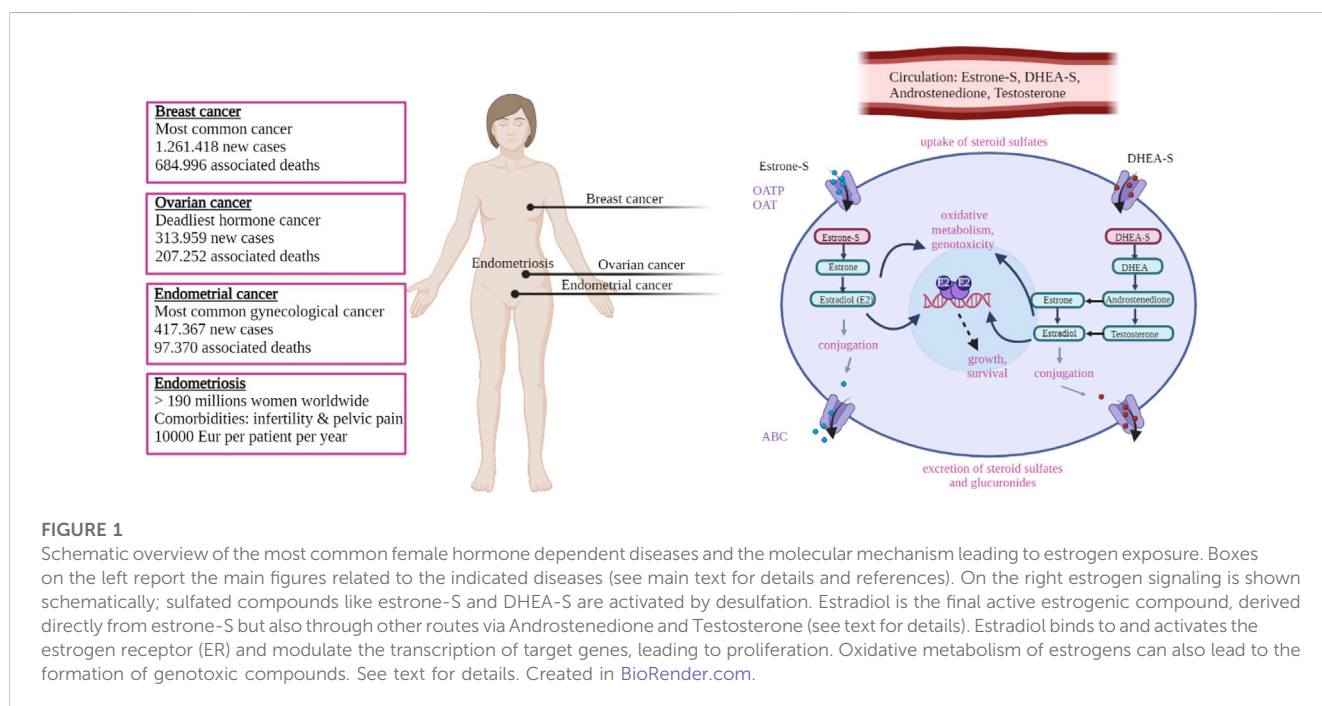 Breast cancer
Most common cancer
1.261.418 new cases
684.996 associated deaths
Ovarian cancer
Deadliest hormone cancer
313.959 new cases
207.252 associated deaths
Endometrial cancer
Most common gynecological cancer
417.367 new cases
97.370 associated deaths
Endometriosis
> 190 millions women worldwide
Comorbidities: infertility & pelvic pain
10000 Eur per patient per year
Breast cancer
Endometriosis
Ovarian cancer
Endometrial cancer
Circulation: Estrone-S, DHEA-S,
Androstenedione, Testosterone
uptake of steroid sulfates
Estrone-S
DHEA-S
OATP
OAT
oxidative
metabolism,
genotoxicity
Estrone-S
Estrone
Estradiol (E2)
conjugation
E2
E2
growth,
survival
DHEA-S
DHEA
Androstenedione
Estrone
Testosterone
Estradiol
conjugation
ABC
excretion of steroid sulfates
and glucuronides
FIGURE 1
Schematic overview of the most common female hormone dependent diseases and the molecular mechanism leading to estrogen exposure. Boxes
on the left report the main figures related to the indicated diseases (see main text for details and references). On the right estrogen signaling is shown
schematically; sulfated compounds like estrone-S and DHEA-S are activated by desulfation. Estradiol is the final active estrogenic compound, derived
directly from estrone-S but also through other routes via Androstenedione and Testosterone (see text for details). Estradiol binds to and activates the
estrogen receptor (ER) and modulate the transcription of target genes, leading to proliferation. Oxidative metabolism of estrogens can also lead to the
formation of genotoxic compounds. See text for details. Created in BioRender.com.